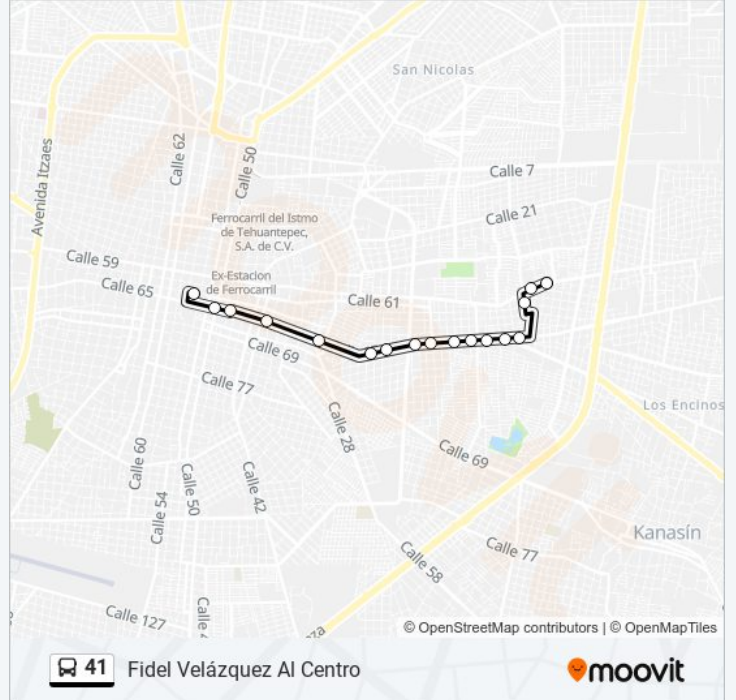 San Nicolas
Calle 62
Calle 50
Avenida Itzaes
Calle 7
Calle 21
Ferrocarril del Istmo
de Tehuantepec,
S.A. de C.V.
Calle 59
Calle 65
Ex-Estacion
de Ferrocarril
Calle 61
Calle 69
Calle 77
Calle 28
Los Encinos
Calle 69
Calle 60
Calle 54
Calle 50
Calle 42
Kanasín
Calle 77
Calle 58
Calle 127
© OpenStreetMap contributors | © OpenMapTiles
41 Fidel Velázquez Al Centro
moovit